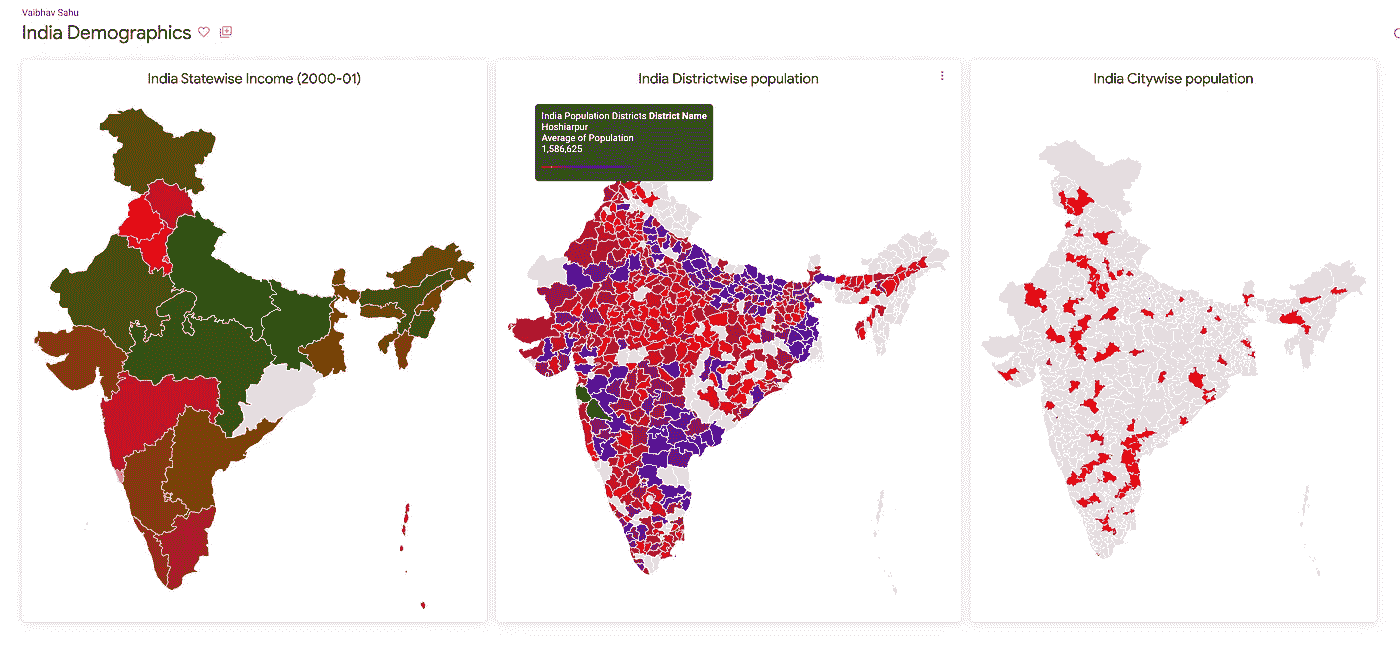 Vaibhav Sahu
India Demographics
India Statewise Income (2000-01)
India Districtwise population
India Citywise population
India Population Districts District Name
Hoshiarpur
Average of Population
1,586,625